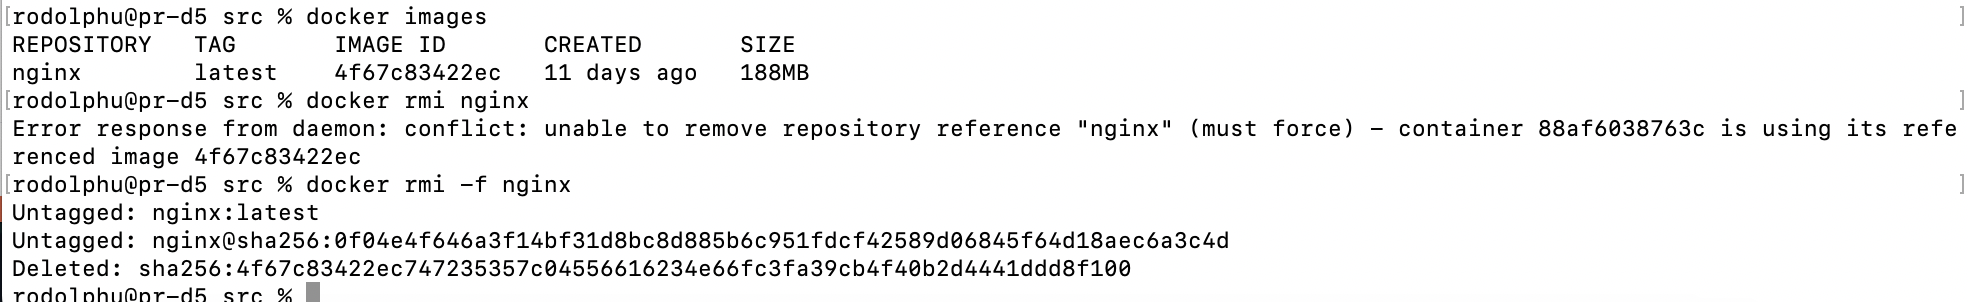 [rodolphu@pr-d5 src % docker images ]
REPOSITORY   TAG       IMAGE ID       CREATED       SIZE
nginx        latest    4f67c83422ec   11 days ago   188MB
[rodolphu@pr-d5 src % docker rmi nginx ]
Error response from daemon: conflict: unable to remove repository reference "nginx" (must force) - container 88af6038763c is using its refe
renced image 4f67c83422ec
[rodolphu@pr-d5 src % docker rmi -f nginx ]
Untagged: nginx:latest
Untagged: nginx@sha256:0f04e4f646a3f14bf31d8bc8d885b6c951fdcf42589d06845f64d18aec6a3c4d
Deleted: sha256:4f67c83422ec747235357c04556616234e66fc3fa39cb4f40b2d4441ddd8f100
rodolphu@pr-d5 src %